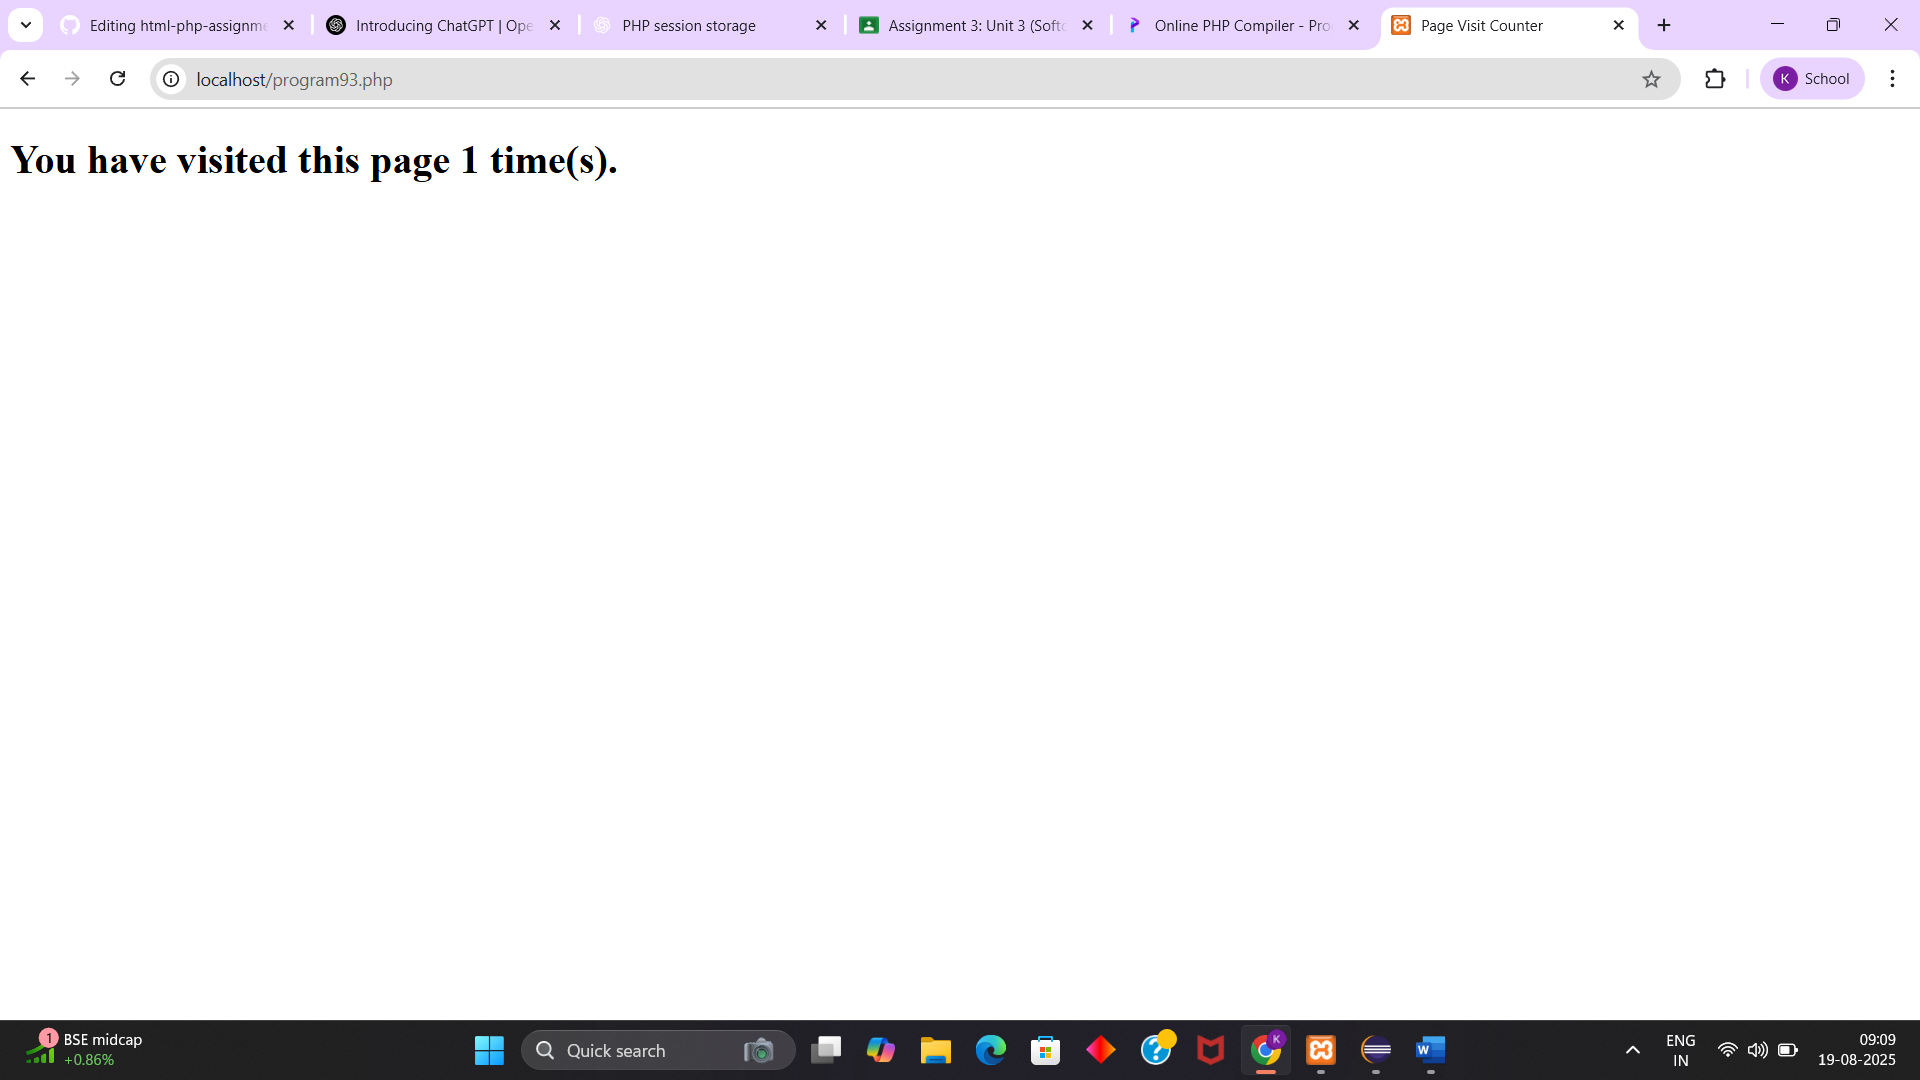 Editing html-php-assignme
Introducing ChatGPT | Ope
PHP session storage
Assignment 3: Unit 3 (Softc
Online PHP Compiler - Pro
Page Visit Counter
localhost/program93.php
K
School
You have visited this page 1 time(s).
1
BSE midcap
+0.86%
Quick search
K
W
ENG
IN
09:09
19-08-2025